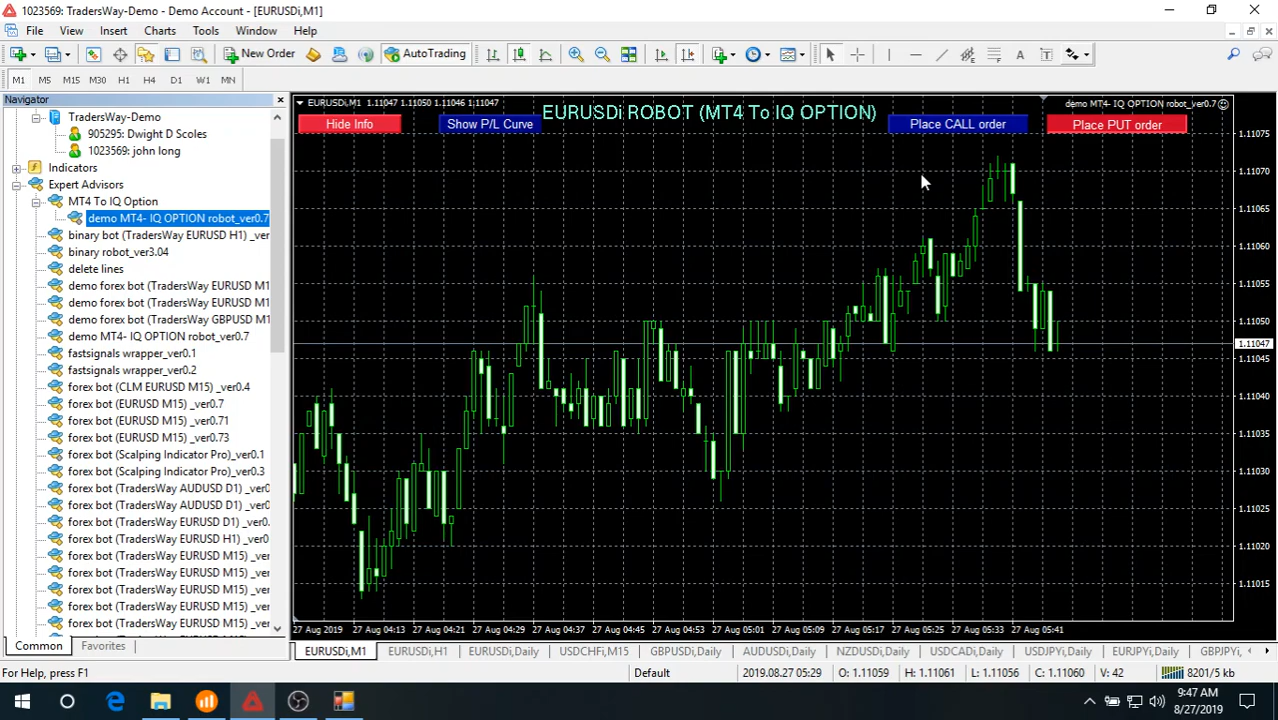 1023569: TradersWay-Demo - Demo Account - [EURUSDi,M1]
File View Insert Charts Tools Window Help
New Order AutoTrading
M1 M5 M15 M30 H1 H4 D1 W1 MN
Navigator
TradersWay-Demo
905295: Dwight D Scoles
1023569: john long
Indicators
Expert Advisors
MT4 To IQ Option
demo MT4- IQ OPTION robot_ver0.7
binary bot (TradersWay EURUSD H1) _ver
binary robot_ver3.04
delete lines
demo forex bot (TradersWay EURUSD M1
demo forex bot (TradersWay EURUSD M1
demo forex bot (TradersWay GBPUSD M1
demo MT4- IQ OPTION robot_ver0.7
fastsignals wrapper_ver0.1
fastsignals wrapper_ver0.2
forex bot (CLM EURUSD M15) _ver0.4
forex bot (EURUSD M15) _ver0.7
forex bot (EURUSD M15) _ver0.71
forex bot (EURUSD M15) _ver0.73
forex bot (Scalping Indicator Pro)_ver0.1
forex bot (Scalping Indicator Pro)_ver0.3
forex bot (TradersWay AUDUSD D1) _ver0
forex bot (TradersWay AUDUSD D1) _ver0
forex bot (TradersWay EURUSD D1) _ver0.
forex bot (TradersWay EURUSD H1) _ver0
forex bot (TradersWay EURUSD M15) _ver
forex bot (TradersWay EURUSD M15) _ver
forex bot (TradersWay EURUSD M15) _ver
forex bot (TradersWay EURUSD M15) _ver
Common Favorites
EURUSDi,M1 1.11047 1.11050 1.11046 1.11047
EURUSDi ROBOT (MT4 To IQ OPTION)
demo MT4- IQ OPTION robot_ver0.7
Hide Info Show P/L Curve Place CALL order Place PUT order
1.11075
1.11070
1.11065
1.11060
1.11055
1.11050
1.11047
1.11045
1.11040
1.11035
1.11030
1.11025
1.11020
1.11015
27 Aug 2019 27 Aug 04:13 27 Aug 04:21 27 Aug 04:29 27 Aug 04:37 27 Aug 04:45 27 Aug 04:53 27 Aug 05:01 27 Aug 05:09 27 Aug 05:17 27 Aug 05:25 27 Aug 05:33 27 Aug 05:41
EURUSDi,M1 EURUSDi,H1 EURUSDi,Daily USDCHFi,M15 GBPUSDi,Daily AUDUSDi,Daily NZDUSDi,Daily USDCADi,Daily USDJPYi,Daily EURJPYi,Daily GBPJPYi,
For Help, press F1 Default 2019.08.27 05:29 O: 1.11059 H: 1.11061 L: 1.11056 C: 1.11060 V: 42 8201/5 kb
9:47 AM
8/27/2019